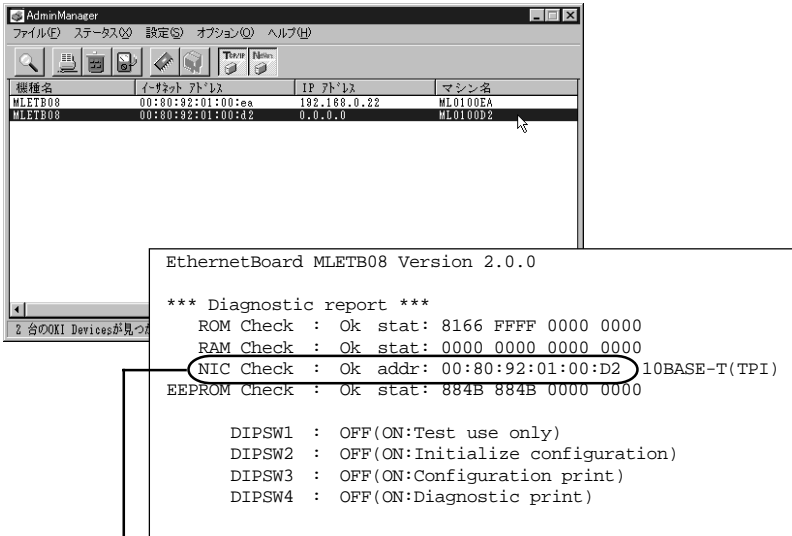 AdminManager
ファイル(F) ステータス(X) 設定(S) オプション(O) ヘルプ(H)
TCP/IP
機種名 イーサネット アドレス IP アドレス マシン名
MLETB08 00:80:92:01:00:ea 192.168.0.22 ML0100EA
MLETB08 00:80:92:01:00:d2 0.0.0.0 ML0100D2
2 台のOKI Devicesが見つか
EthernetBoard MLETB08 Version 2.0.0
*** Diagnostic report ***
ROM Check : Ok stat: 8166 FFFF 0000 0000
RAM Check : Ok stat: 0000 0000 0000 0000
NIC Check : Ok addr: 00:80:92:01:00:D2 10BASE-T(TPI)
EEPROM Check : Ok stat: 884B 884B 0000 0000
DIPSW1 : OFF(ON:Test use only)
DIPSW2 : OFF(ON:Initialize configuration)
DIPSW3 : OFF(ON:Configuration print)
DIPSW4 : OFF(ON:Diagnostic print)